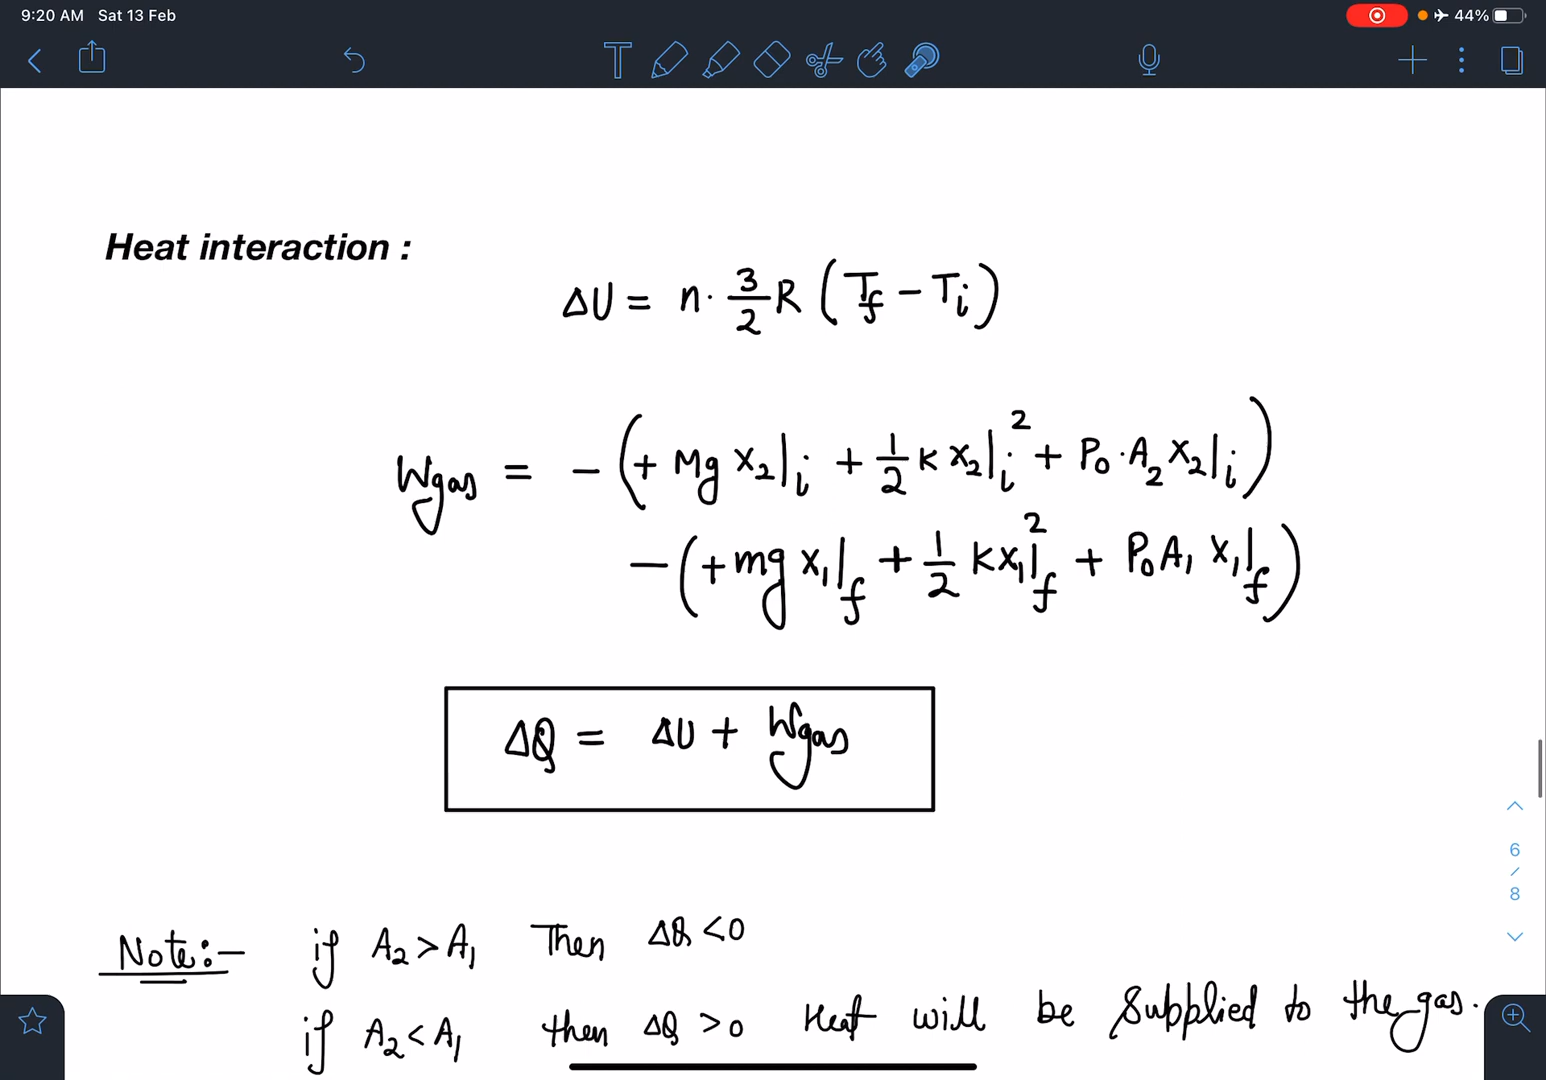 9:20 AM Sat 13 Feb
44%
T
Heat interaction :
ΔU = n · 3/2 R (Tf − Ti)
Wgas = − (+ Mg x₂|i + 1/2 K x₂|i² + P₀ · A₂ x₂|i)
− (+ mg x₁|f + 1/2 K x₁|f² + P₀ A₁ x₁|f)
ΔQ = ΔU + Wgas
6
/
8
Note:− if A₂ > A₁ Then ΔQ < 0
if A₂ < A₁ then ΔQ > 0 Heat will be supplied to the gas.